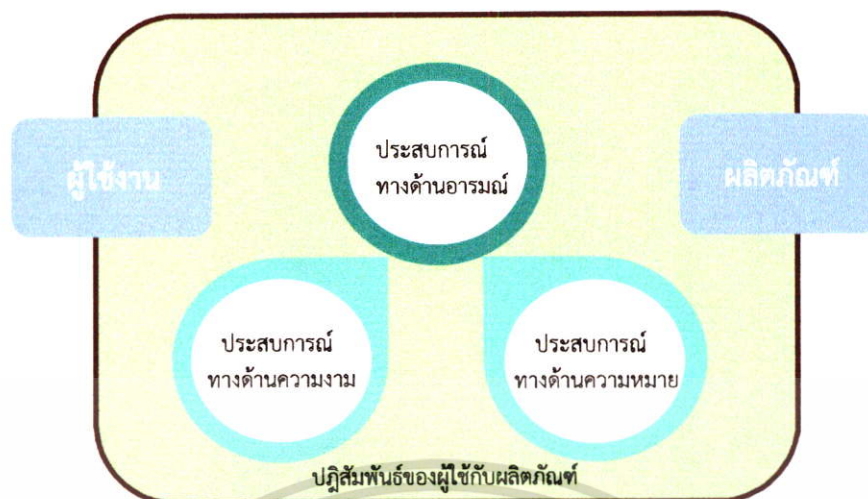 ประสบการณ์
ทางด้านอารมณ์
ผู้ใช้งาน
ผลิตภัณฑ์
ประสบการณ์
ทางด้านความงาม
ประสบการณ์
ทางด้านความหมาย
ปฎิสัมพันธ์ของผู้ใช้กับผลิตภัณฑ์